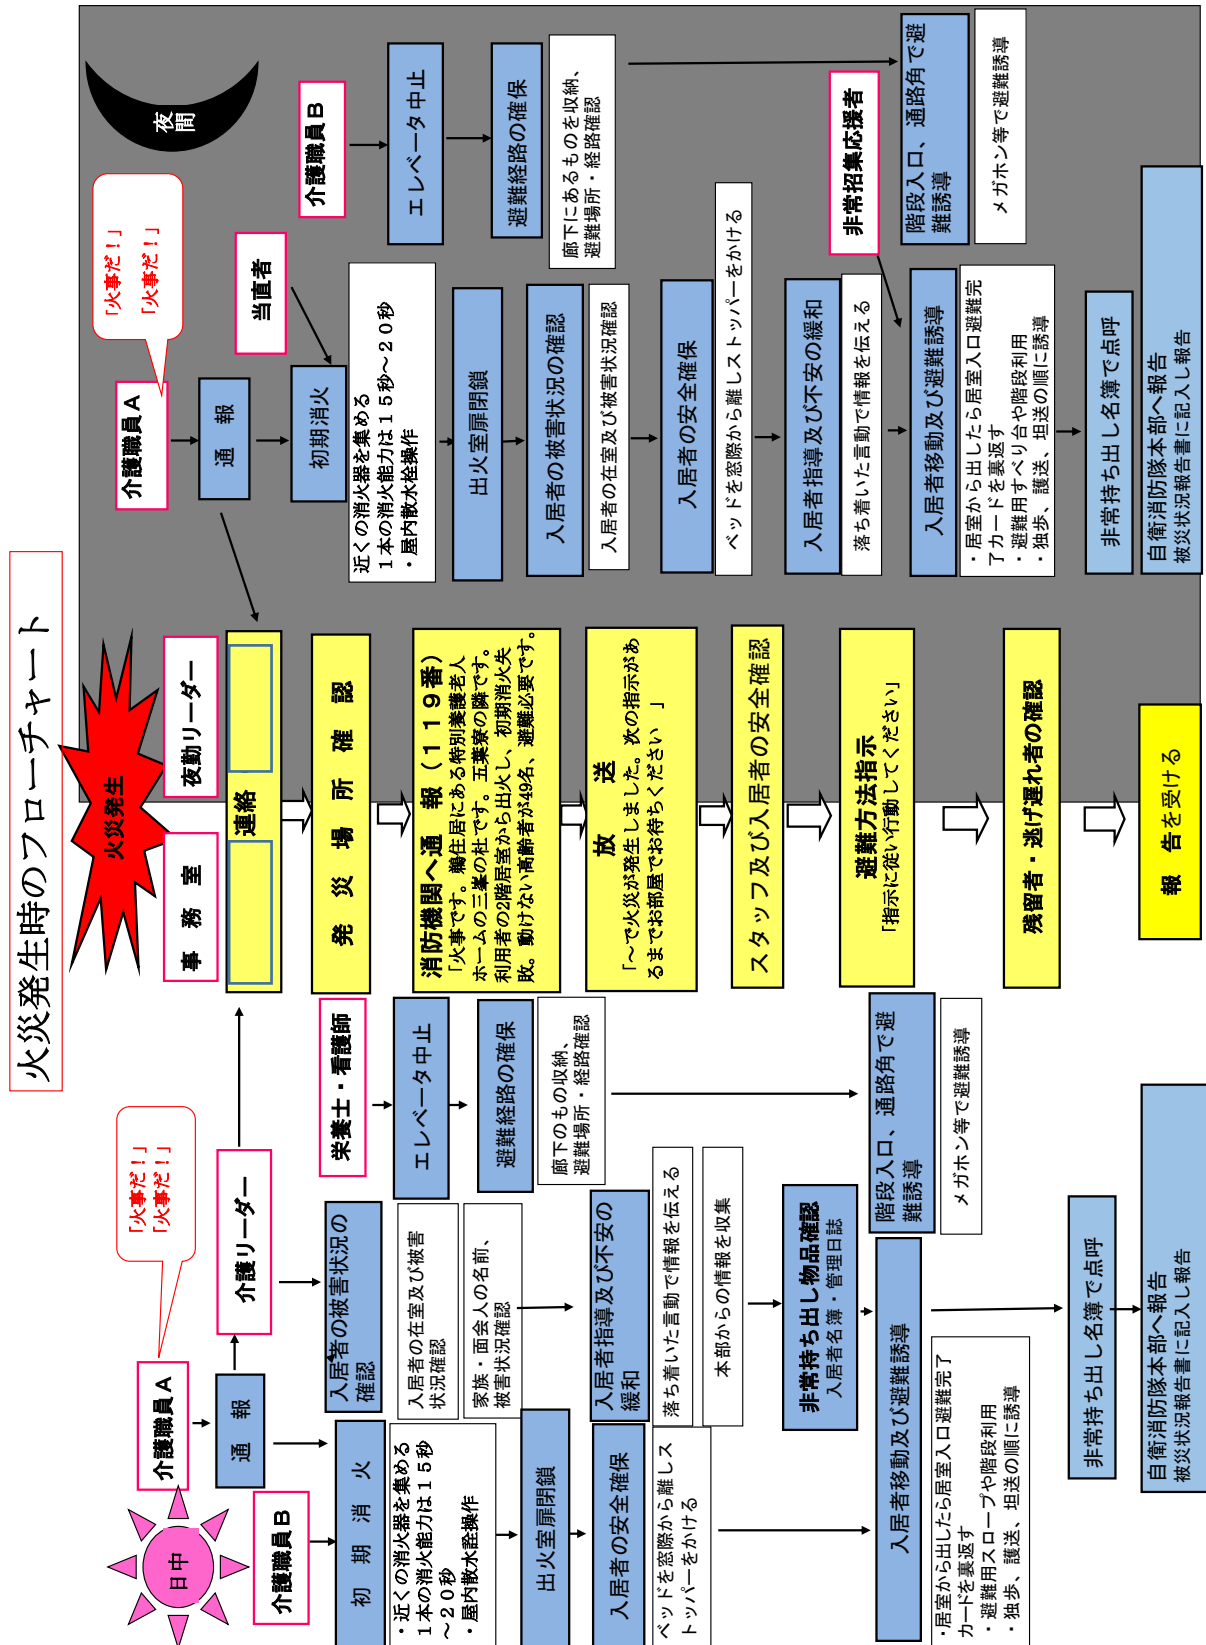 火災発生時のフローチャート
火災発生
日中
夜
間
「火事だ！」
「火事だ！」
介護職員A
通　報
介護職員B
介護リーダー
初　期　消　火
・近くの消火器を集める
１本の消火能力は１５秒
～２０秒
・屋内散水詮操作
出火室扉閉鎖
入居者の安全確保
ベッドを窓際から離しス
トッパーをかける
入居者の被害状況の
確認
入居者の在室及び被害
状況確認
家族・面会人の名前、
被害状況確認
入居者指導及び不安の
緩和
落ち着いた言動で情報を伝える
本部からの情報を収集
非常持ち出し物品確認
入居者名簿・管理日誌
入居者移動及び避難誘導
・居室から出したら居室入口避難完了
カードを裏返す
・避難用スロープや階段利用
・独歩、護送、坦送の順に誘導
非常持ち出し名簿で点呼
自衛消防隊本部へ報告
被災状況報告書に記入し報告
栄養士・看護師
エレベータ中止
避難経路の確保
廊下のもの収納、
避難場所・経路確認
階段入口、通路角で避
難誘導
メガホン等で避難誘導
事　務　室
夜勤リーダー
連絡
発　災　場　所　確　認
消防機関へ通　報（１１９番）
「火事です。鵜住居にある特別養護老人
ホームの三峯の杜です。五葉寮の隣です。
利用者の2階居室から出火し、初期消火失
敗。動けない高齢者が49名、避難必要です。
放　　送
「～で火災が発生しました。次の指示があ
るまでお部屋でお待ちください　」
スタッフ及び入居者の安全確認
避難方法指示
「指示に従い行動してください」
残留者・逃げ遅れ者の確認
報　告を受ける
「火事だ！」
「火事だ！」
介護職員A
通　報
当直者
初期消火
近くの消火器を集める
１本の消火能力は１５秒～２０秒
・屋内散水栓操作
出火室扉閉鎖
入居者の被害状況の確認
入居者の在室及び被害状況確認
入居者の安全確保
ベッドを窓際から離しストッパーをかける
入居者指導及び不安の緩和
落ち着いた言動で情報を伝える
入居者移動及び避難誘導
・居室から出したら居室入口避難完
了カードを裏返す
・避難用すべり台や階段利用
・独歩、護送、坦送の順に誘導
非常持ち出し名簿で点呼
自衛消防隊本部へ報告
被災状況報告書に記入し報告
介護職員B
エレベータ中止
避難経路の確保
廊下にあるものを収納、
避難場所・経路確認
非常招集応援者
階段入口、通路角で避
難誘導
メガホン等で避難誘導